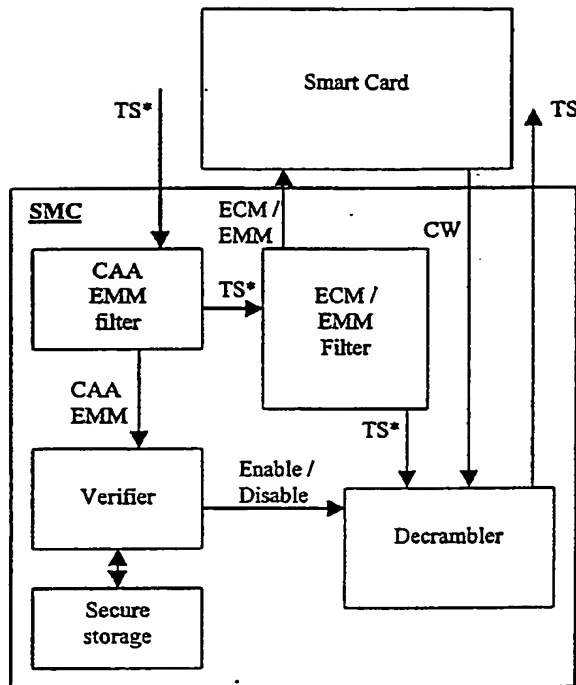 Smart Card
TS*
TS
SMC
ECM /
EMM
CW
CAA
EMM
filter
TS*
ECM /
EMM
Filter
CAA
EMM
TS*
Verifier
Enable /
Disable
Decrambler
Secure
storage